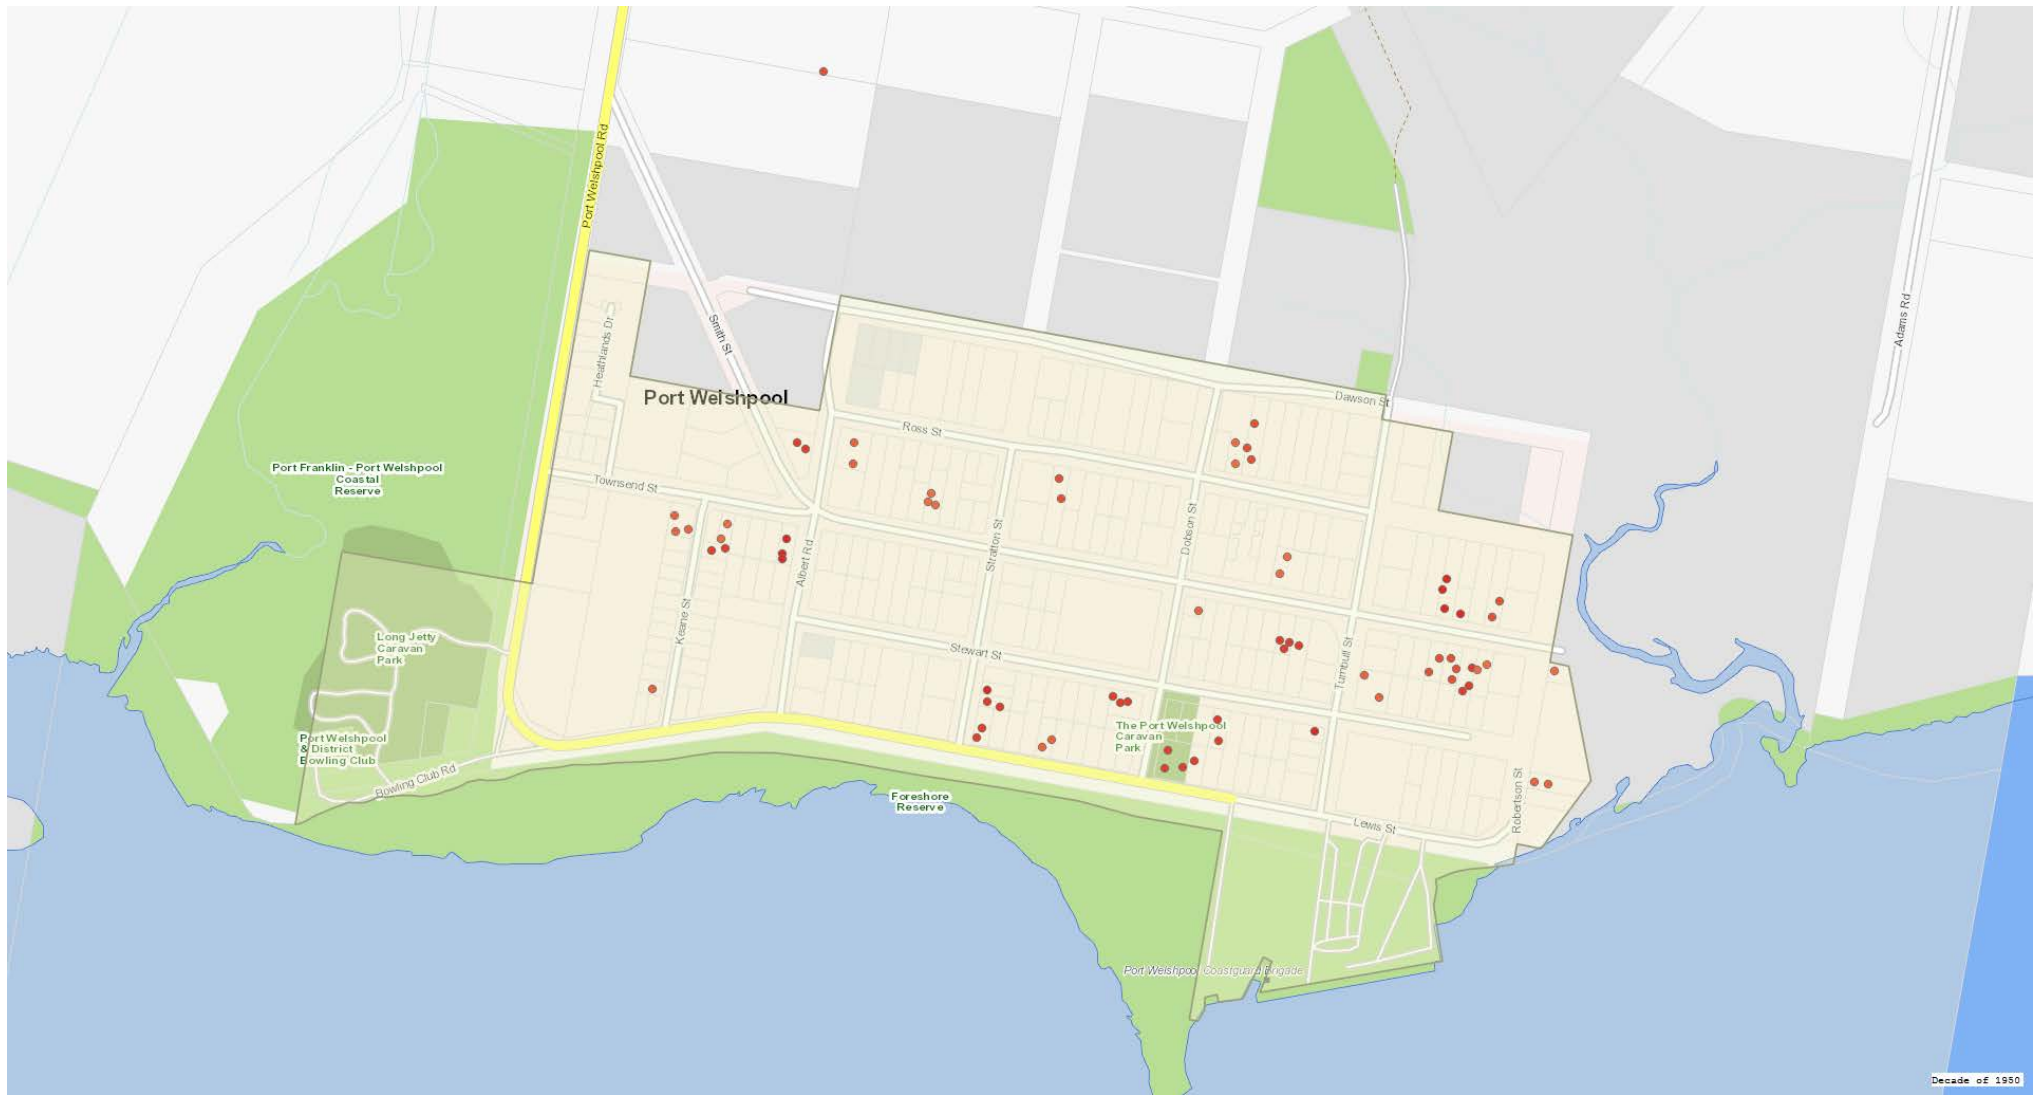 Port Welshpool Rd
Smith St
Adams Rd
Heathlands Dr
Port Welshpool
Dawson St
Ross St
Port Franklin - Port Welshpool
Coastal
Reserve
Townsend St
Dobson St
Stratton St
Albert Rd
Keane St
Long Jetty
Caravan
Park
Stewart St
Turnbull St
The Port Welshpool
Caravan
Park
Port Welshpool
& District
Bowling Club
Bowling Club Rd
Foreshore
Reserve
Robertson St
Lewis St
Port Welshpool Coastguard Brigade
Decade of 1950